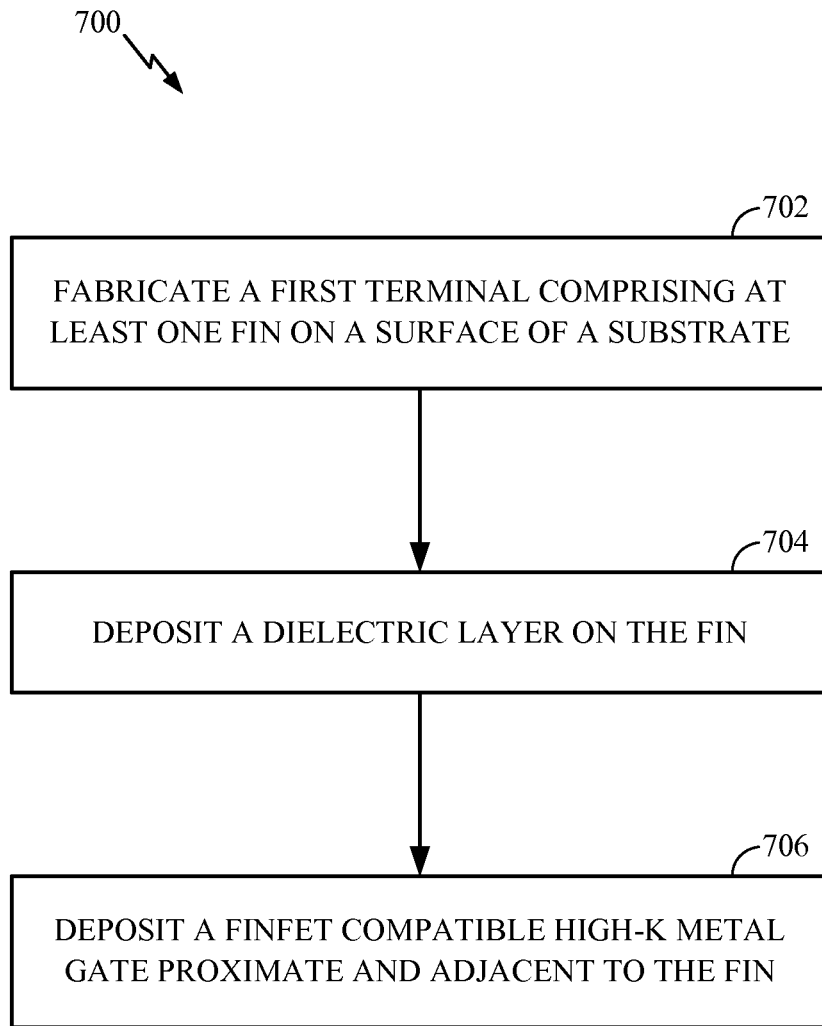 700
702
FABRICATE A FIRST TERMINAL COMPRISING AT
LEAST ONE FIN ON A SURFACE OF A SUBSTRATE
704
DEPOSIT A DIELECTRIC LAYER ON THE FIN
706
DEPOSIT A FINFET COMPATIBLE HIGH-K METAL
GATE PROXIMATE AND ADJACENT TO THE FIN